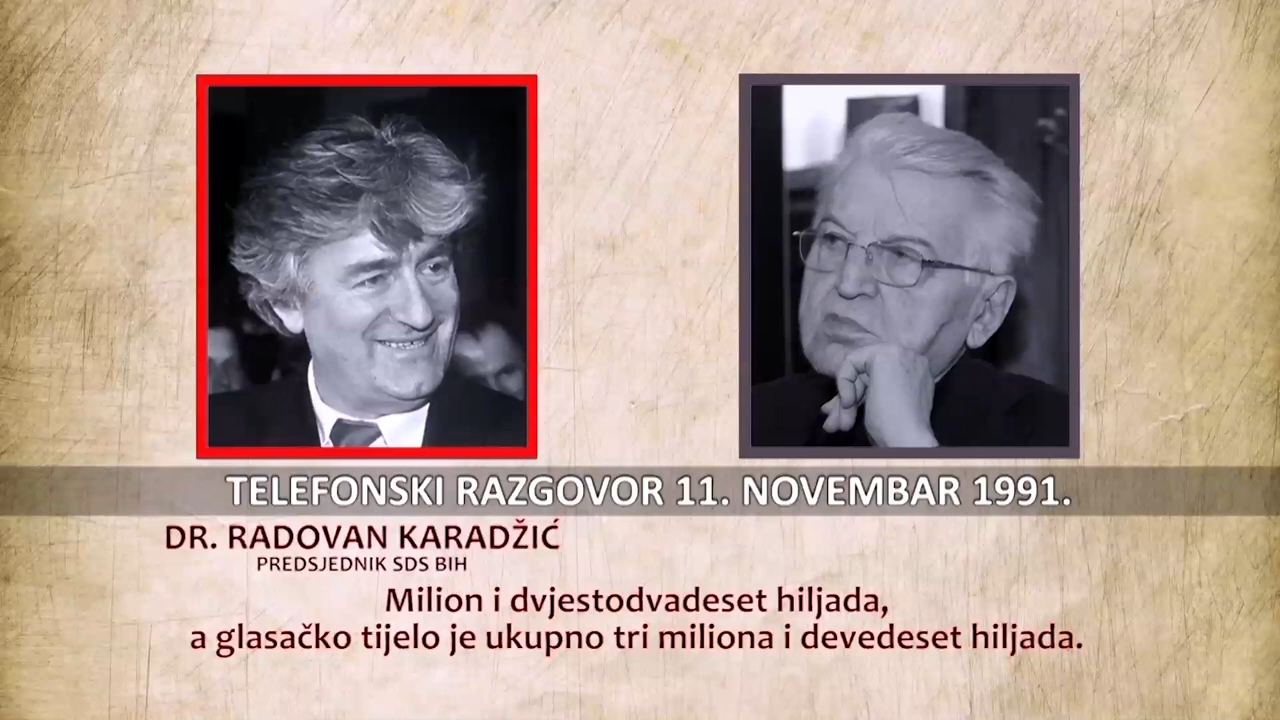 TELEFONSKI RAZGOVOR 11. NOVEMBAR 1991.
DR. RADOVAN KARADŽIĆ
PREDSJEDNIK SDS BIH
Milion i dvjestodvadeset hiljada,
a glasačko tijelo je ukupno tri miliona i devedeset hiljada.